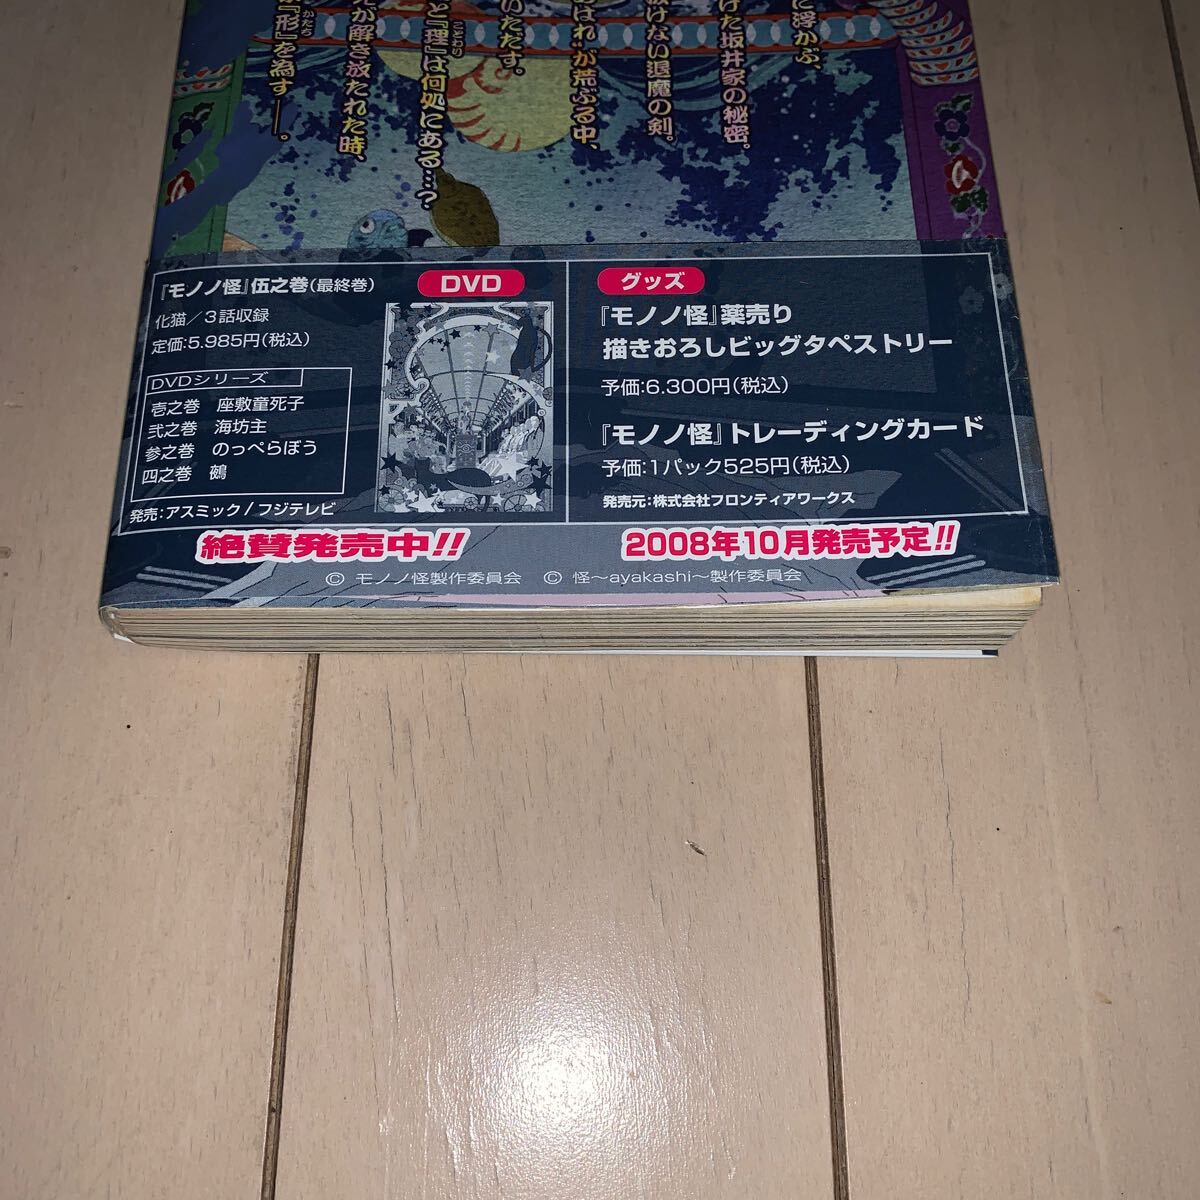 に浮かぶ、
けた坂井家の秘密。
抜けない退魔の剣。
はれ”が荒ぶる中、
いたす。
と『理』は何処にある…?
ことわり
が解き放たれた時、
『形』を為す――。
かたち
『モノノ怪』伍之巻(最終巻)
DVD
化猫/3話収録
定価:5.985円(税込)
DVDシリーズ
壱之巻 座敷童死子
弐之巻 海坊主
参之巻 のっぺらぼう
四之巻 鵺
発売:アスミック/フジテレビ
絶賛発売中!!
グッズ
『モノノ怪』薬売り
描きおろしビッグタペストリー
予価:6.300円(税込)
『モノノ怪』トレーディングカード
予価:1パック525円(税込)
発売元:株式会社フロンティアワークス
2008年10月発売予定!!
© モノノ怪製作委員会 © 怪~ayakashi~製作委員会